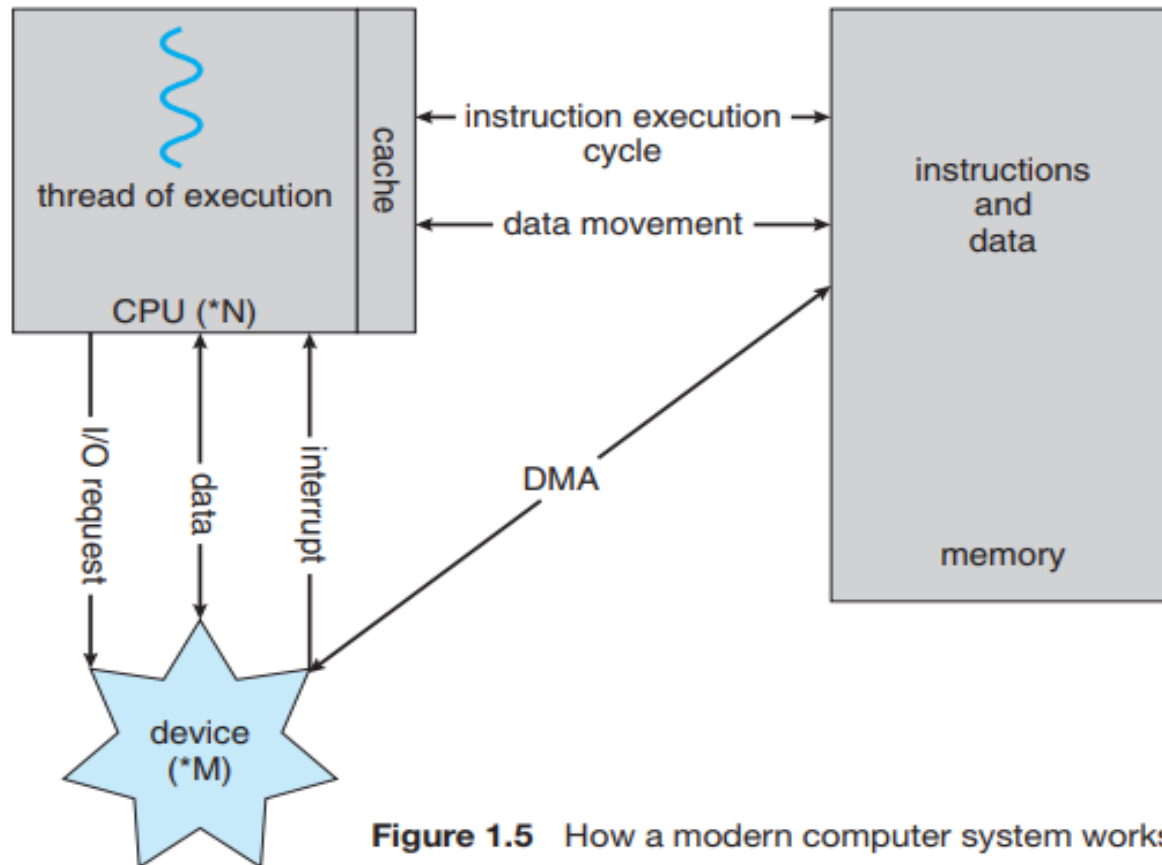 thread of execution
CPU (*N)
cache
instruction execution
cycle
data movement
instructions
and
data
memory
I/O request
data
interrupt
DMA
device
(*M)
Figure 1.5 How a modern computer system works